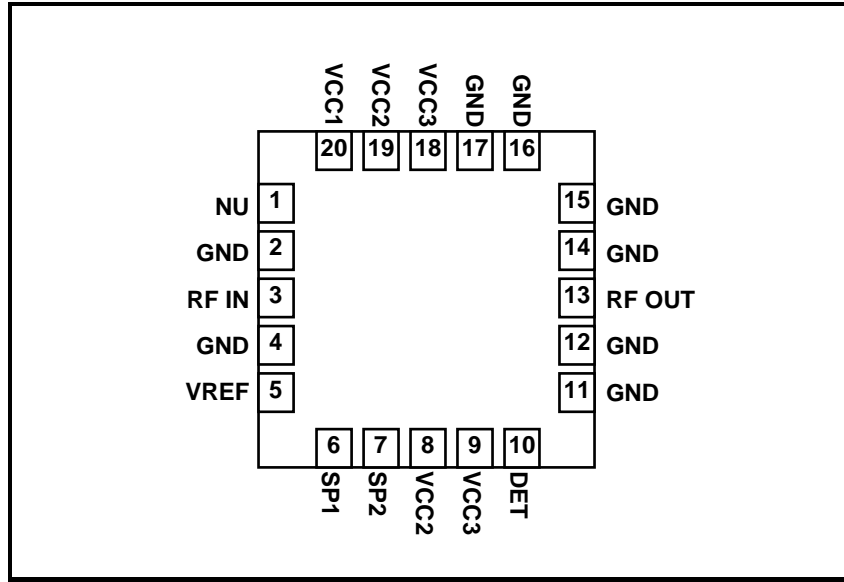 VCC1 VCC2 VCC3 GND GND
20 19 18 17 16
NU 1 15 GND
GND 2 14 GND
RF IN 3 13 RF OUT
GND 4 12 GND
VREF 5 11 GND
6 7 8 9 10
SP1 SP2 VCC2 VCC3 DET